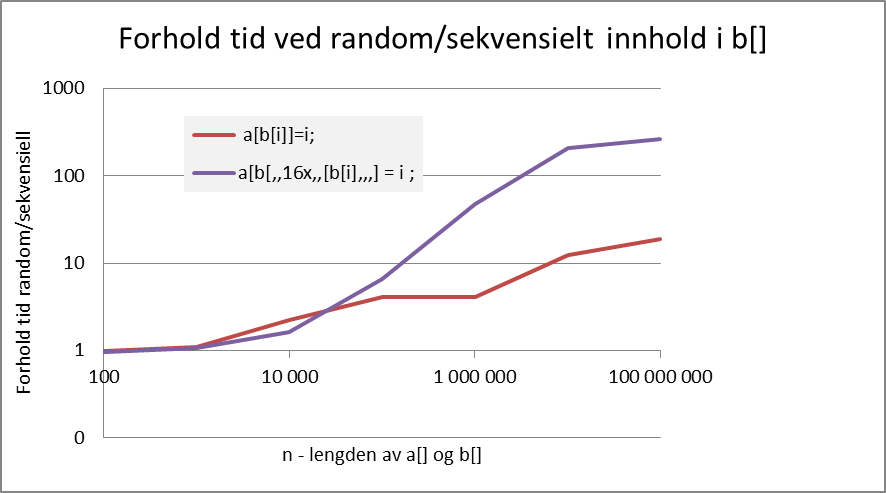 Forhold tid ved random/sekvensielt innhold i b[]
Forhold tid random/sekvensiell
1000
100
10
1
0
a[b[i]]=i;
a[b[,,16x,,[b[i],,,] = i ;
100
10 000
1 000 000
100 000 000
n - lengden av a[] og b[]